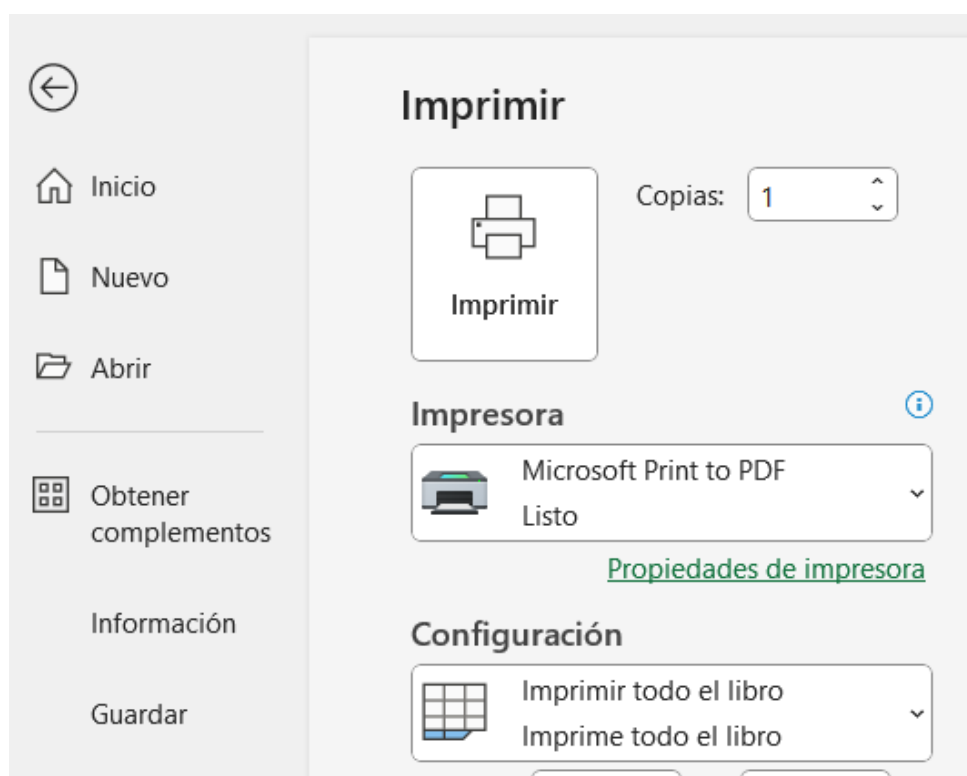 Imprimir
Inicio
Nuevo
Abrir
Obtener
complementos
Información
Guardar
Copias: 1
Imprimir
Impresora
Microsoft Print to PDF
Listo
Propiedades de impresora
Configuración
Imprimir todo el libro
Imprime todo el libro